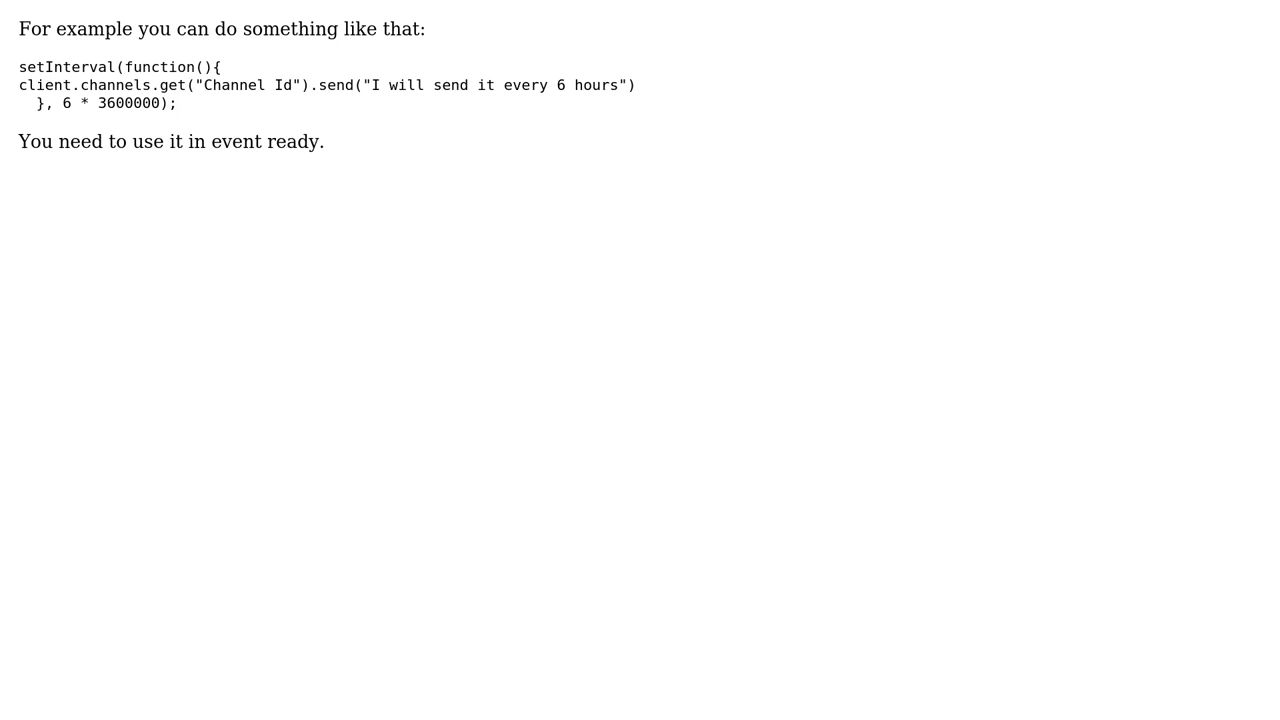 For example you can do something like that:
setInterval(function(){
client.channels.get("Channel Id").send("I will send it every 6 hours")
  }, 6 * 3600000);
You need to use it in event ready.